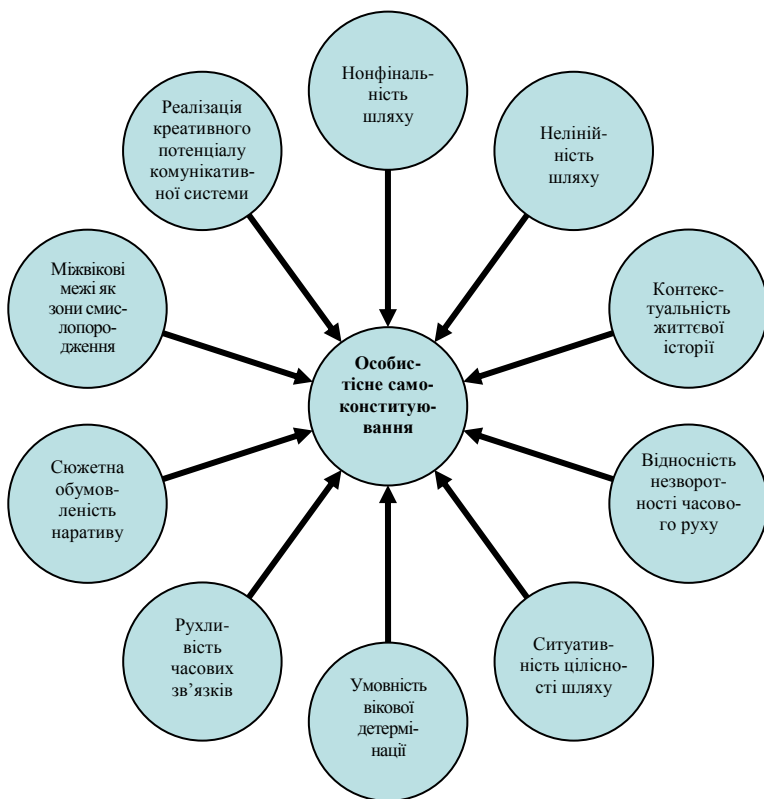 Нонфіналь-
ність
шляху
Неліній-
ність
шляху
Контекс-
туальність
життєвої
історії
Відносність
незворот-
ності часово-
го руху
Ситуатив-
ність цілісно-
сті шляху
Умовність
вікової
детермі-
нації
Рухли-
вість
часових
зв’язків
Сюжетна
обумов-
леність
наративу
Міжвікові
межі як
зони смис-
лопоро-
дження
Реалізація
креативного
потенціалу
комунікатив-
ної системи
Особис-
тісне само-
конститую-
вання